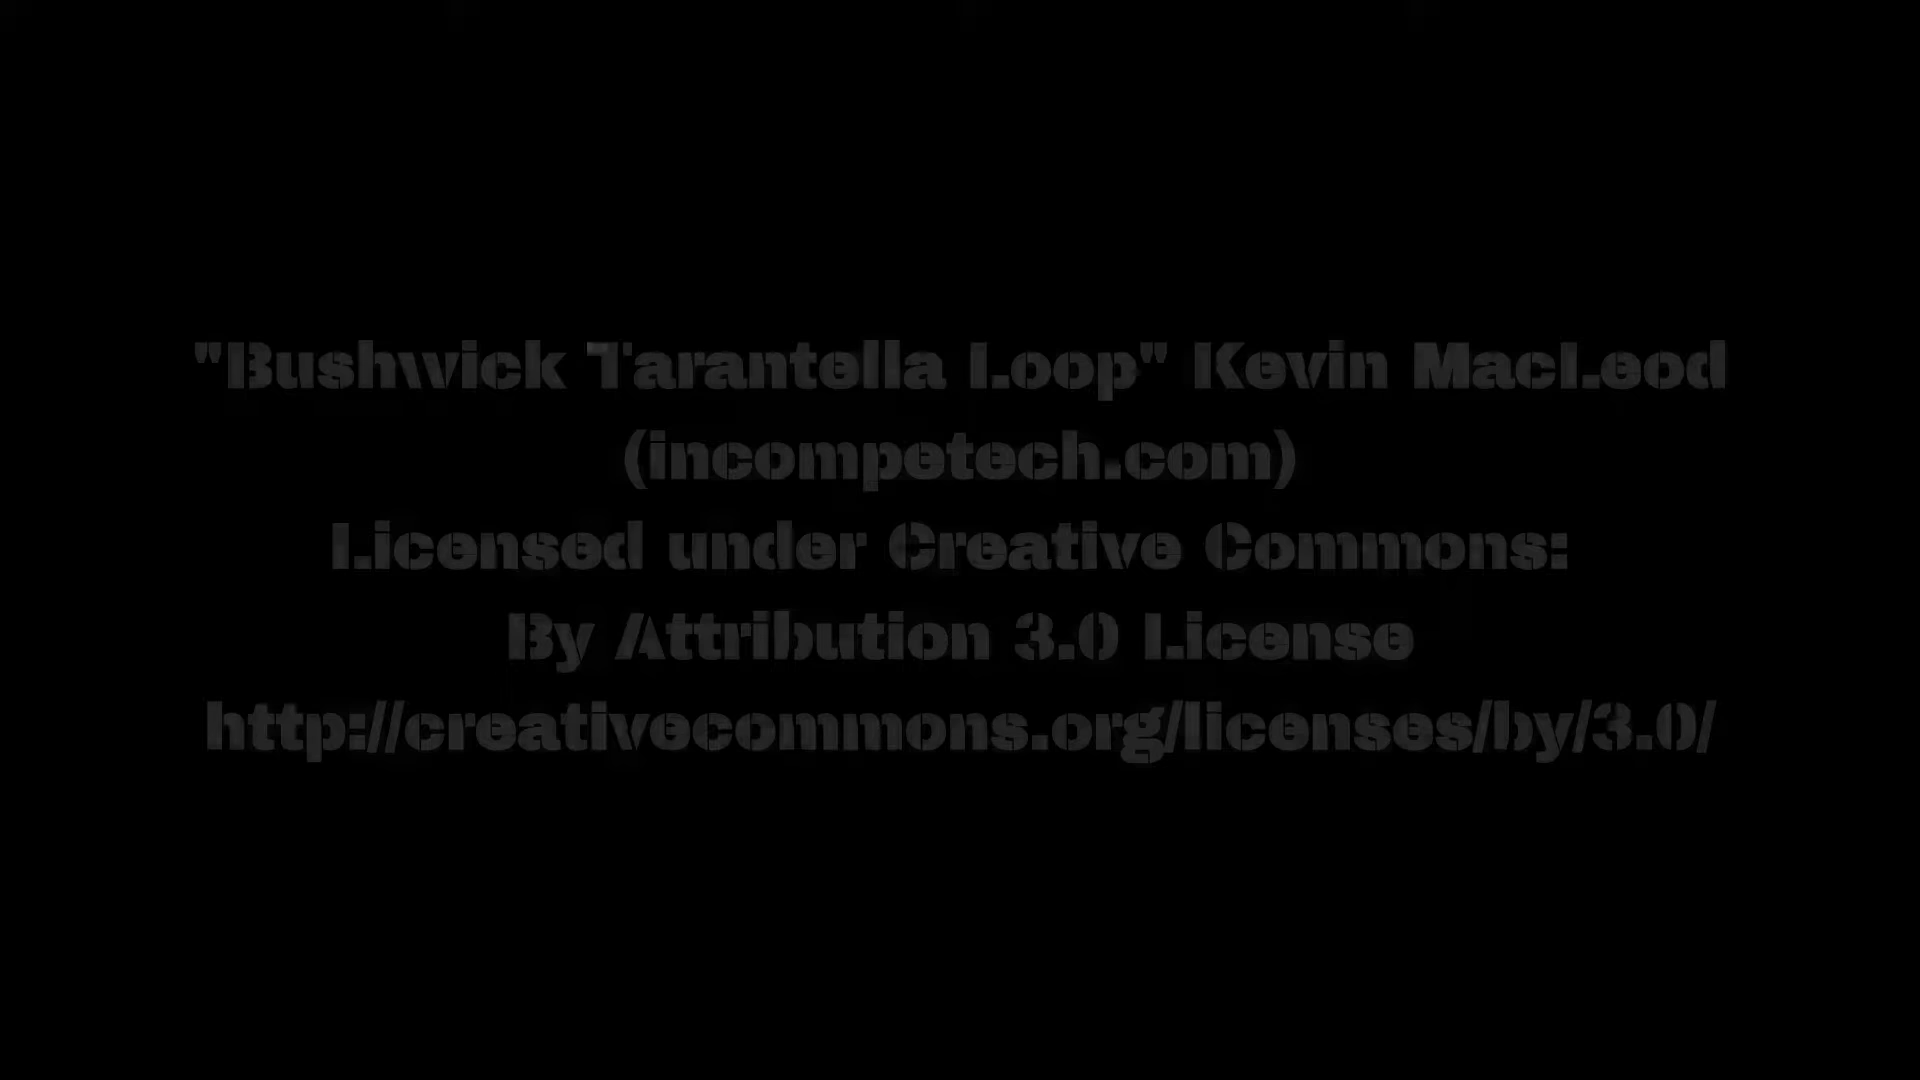 "Bushwick Tarantella Loop" Kevin MacLeod
(incompetech.com)
Licensed under Creative Commons:
By Attribution 3.0 License
http://creativecommons.org/licenses/by/3.0/